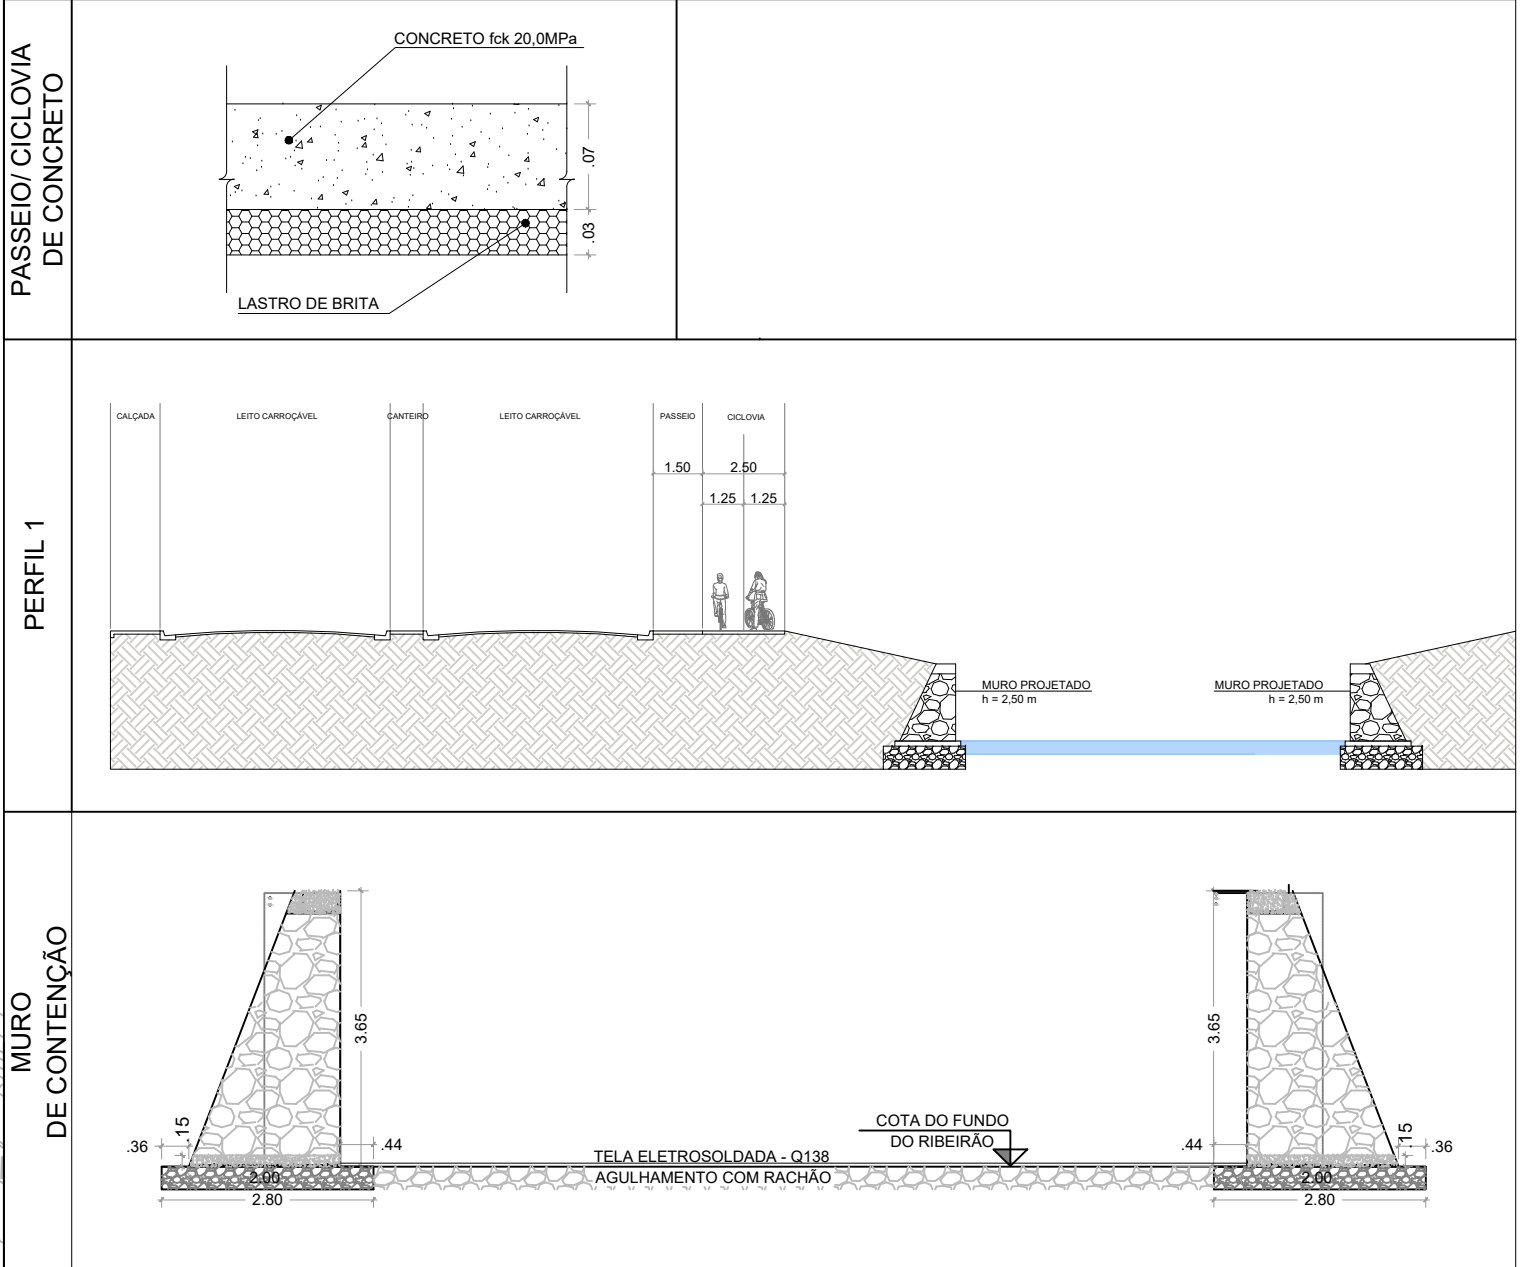 PASSEIO/ CICLOVIA
DE CONCRETO
CONCRETO fck 20,0MPa
.07
.03
LASTRO DE BRITA
PERFIL 1
CALÇADA
LEITO CARROÇÁVEL
CANTEIRO
LEITO CARROÇÁVEL
PASSEIO
CICLOVIA
1.50
2.50
1.25
1.25
MURO PROJETADO
h = 2,50 m
MURO PROJETADO
h = 2,50 m
MURO
DE CONTENÇÃO
3.65
3.65
.36
.15
.44
COTA DO FUNDO
DO RIBEIRÃO
.44
.15
.36
TELA ELETROSOLDADA - Q138
AGULHAMENTO COM RACHÃO
2.00
2.80
2.00
2.80